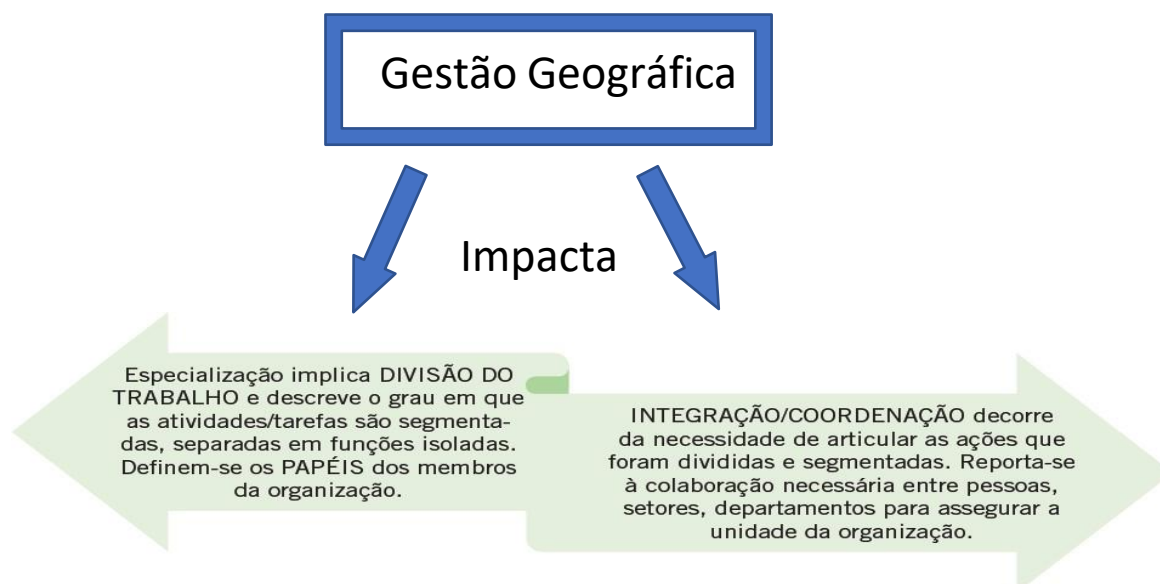 Gestão Geográfica
Impacta
Especialização implica DIVISÃO DO
TRABALHO e descreve o grau em que
as atividades/tarefas são segmenta-
das, separadas em funções isoladas.
Definem-se os PAPÉIS dos membros
da organização.
INTEGRAÇÃO/COORDENAÇÃO decorre
da necessidade de articular as ações que
foram divididas e segmentadas. Reporta-se
à colaboração necessária entre pessoas,
setores, departamentos para assegurar a
unidade da organização.